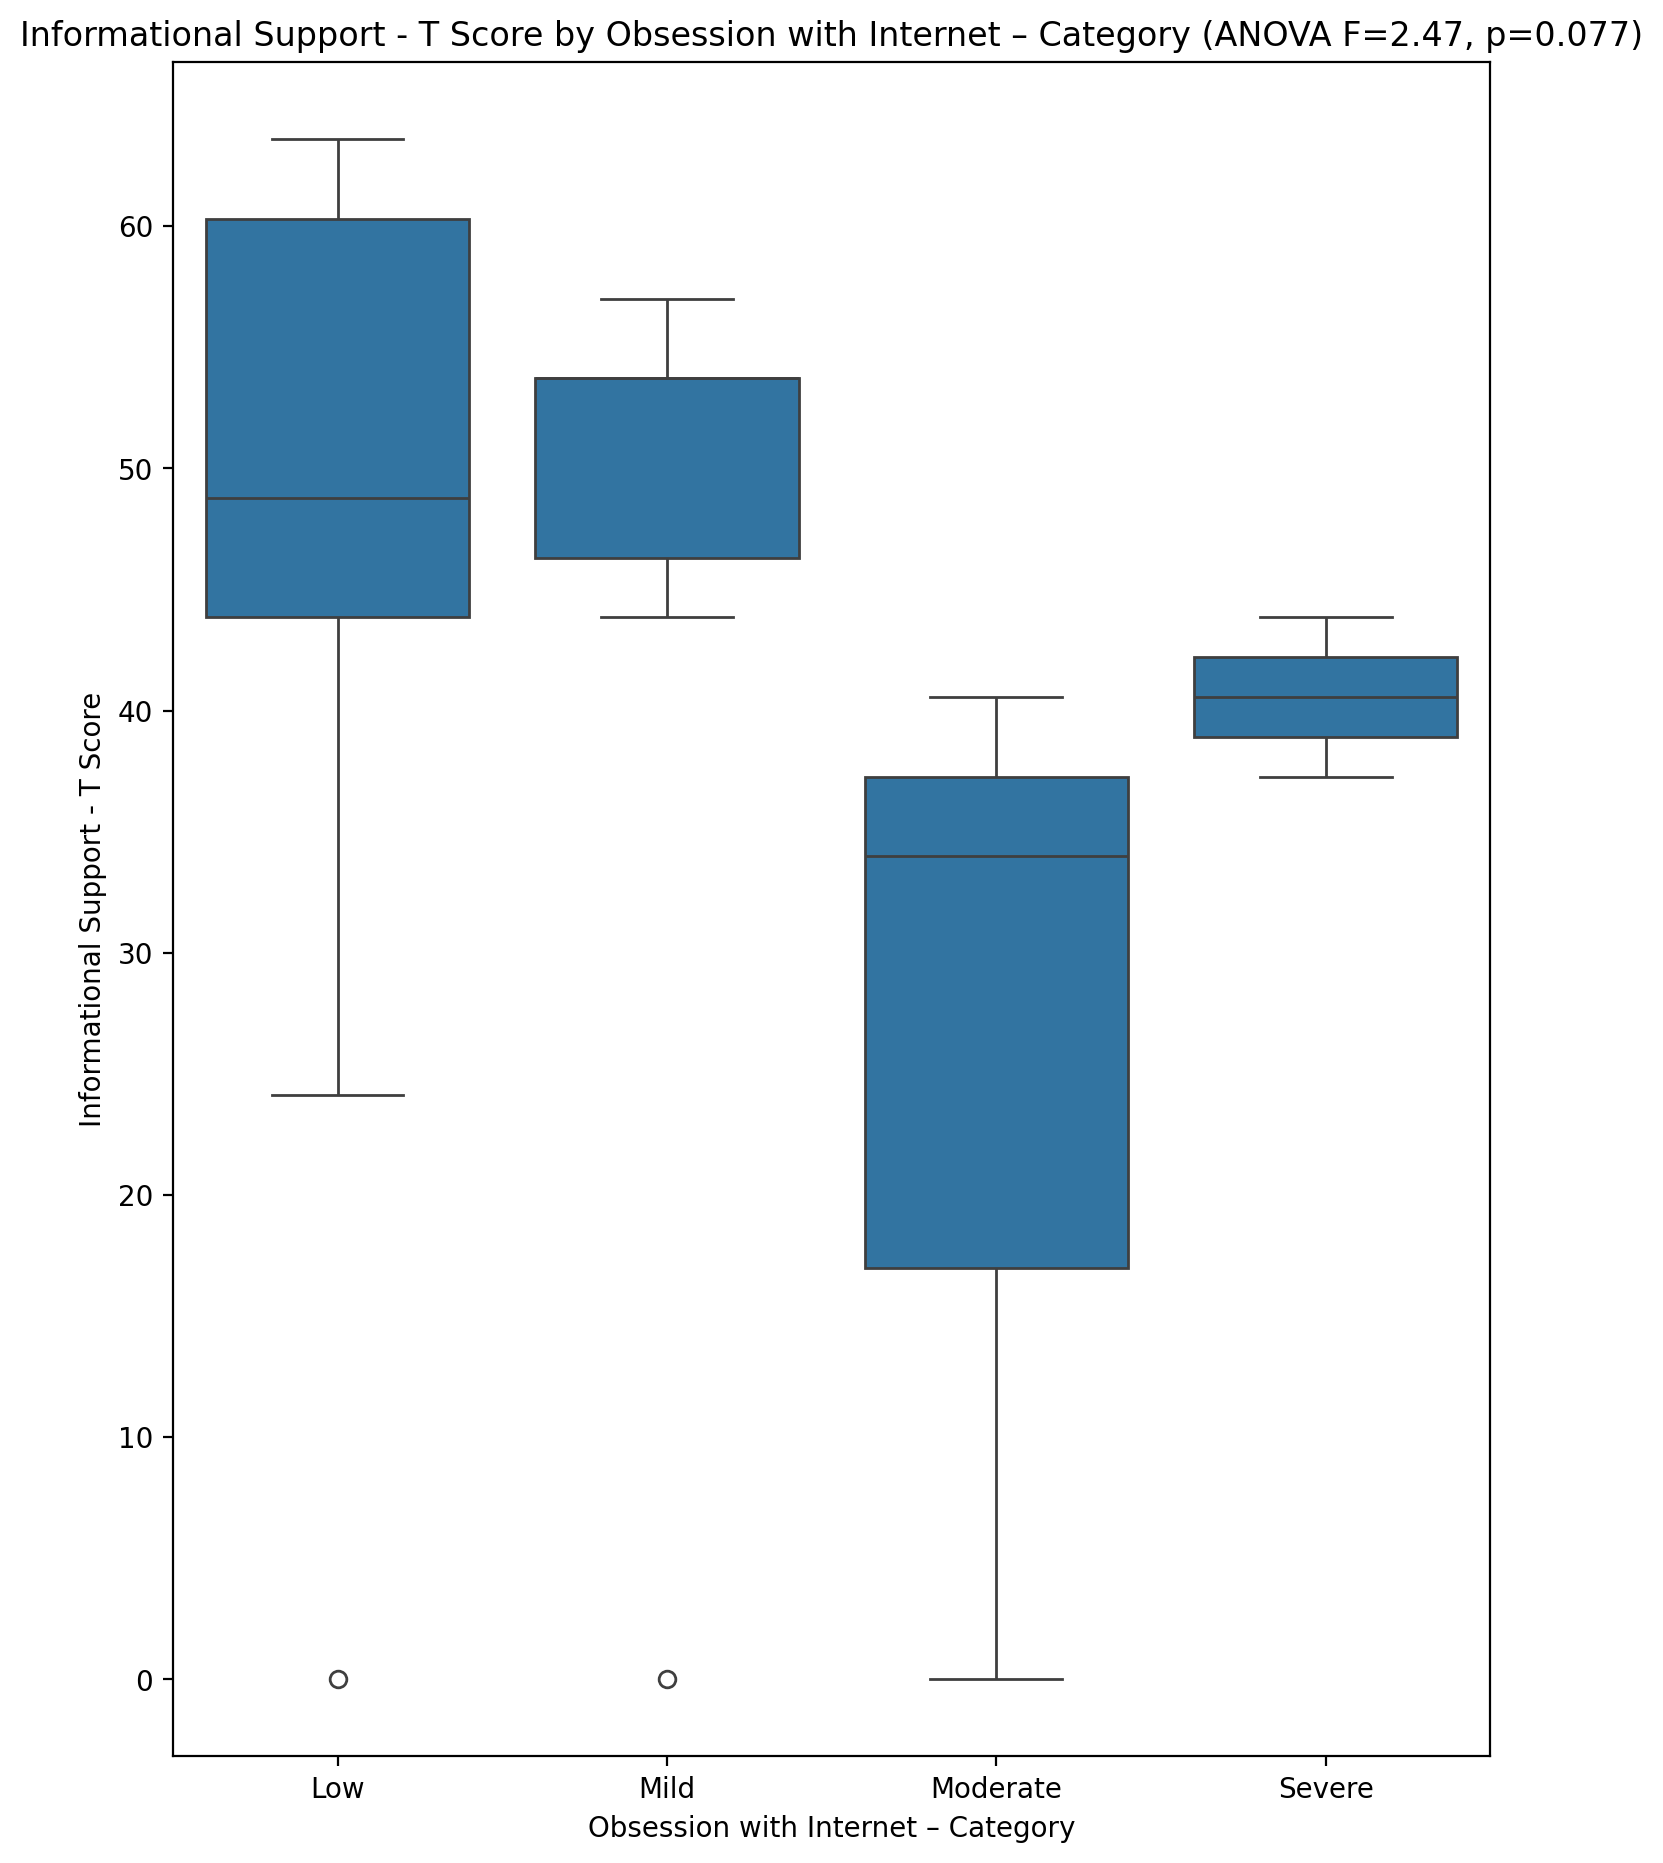 Informational Support - T Score by Obsession with Internet – Category (ANOVA F=2.47, p=0.077)
Informational Support - T Score
60
50
40
30
20
10
0
Low Mild Moderate Severe
Obsession with Internet – Category